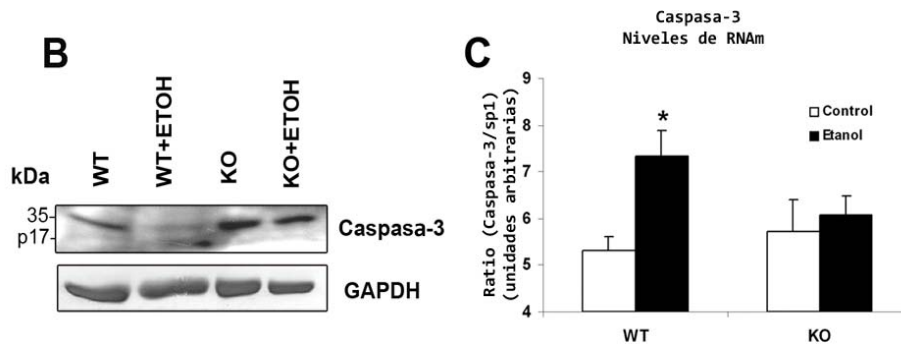 B
WT
WT+ETOH
KO
KO+ETOH
kDa
35-
p17-
Caspasa-3
GAPDH
C
Caspasa-3
Niveles de RNAm
Ratio (Caspasa-3/sp1)
(unidades arbitrarias)
9
8
7
6
5
4
*
Control
Etanol
WT
KO